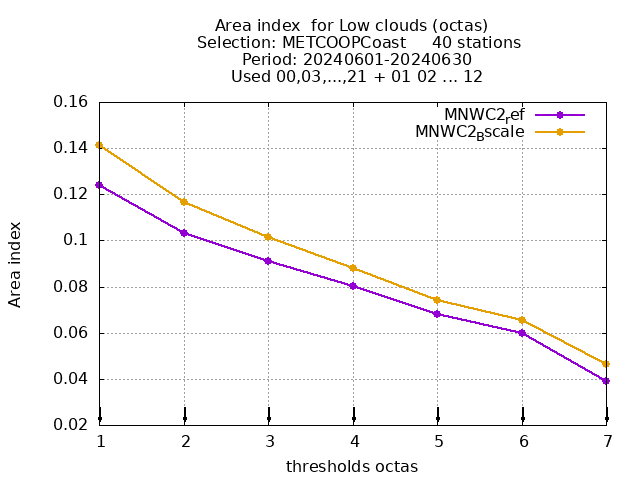 Area index  for Low clouds (octas)
Selection: METCOOPCoast     40 stations
Period: 20240601-20240630
Used 00,03,...,21 + 01 02 ... 12
MNWC2ref
MNWC2Bscale
0.16
0.14
0.12
0.1
0.08
0.06
0.04
0.02
Area index
1 2 3 4 5 6 7
thresholds octas